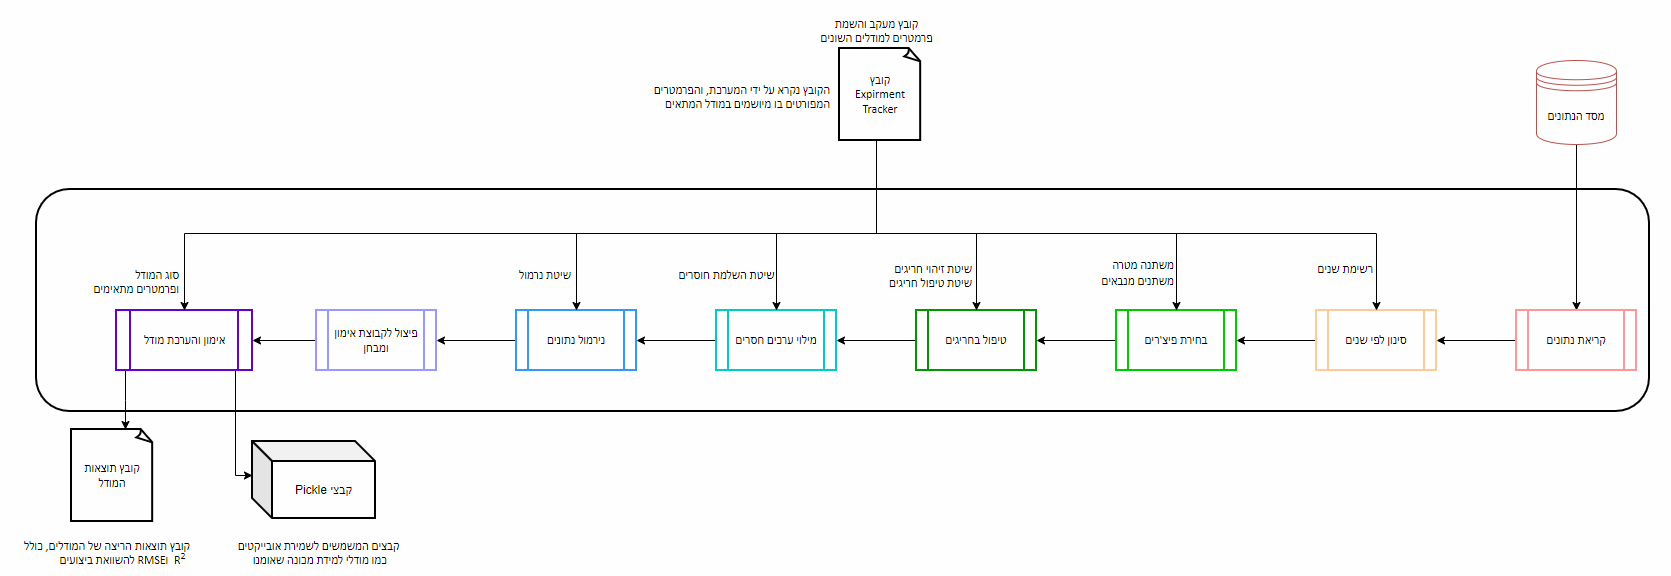 קובץ מעקב והשמת
פרמטרים למודלים השונים
קובץ
Expirment
Tracker
הקובץ נקרא על ידי המערכת, והפרמטרים
המפורטים בו מיושמים במודל המתאים
מסד הנתונים
רשימת שנים
משתנה מטרה
משתנים מנבאים
שיטת זיהוי חריגים
שיטת טיפול חריגים
שיטת השלמת חוסרים
שיטת נרמול
סוג המודל
ופרמטרים מתאימים
קריאת נתונים
סינון לפי שנים
בחירת פיצ'רים
טיפול בחריגים
מילוי ערכים חסרים
נירמול נתונים
פיצול לקבוצת אימון
ומבחן
אימון והערכת מודל
קבצי Pickle
קבצים המשמשים לשמירת אובייקטים
כמו מודלי למידת מכונה שאומנו
קובץ תוצאות
המודל
קובץ תוצאות הריצה של המודלים, כולל
R² וRMSE להשוואת ביצועים